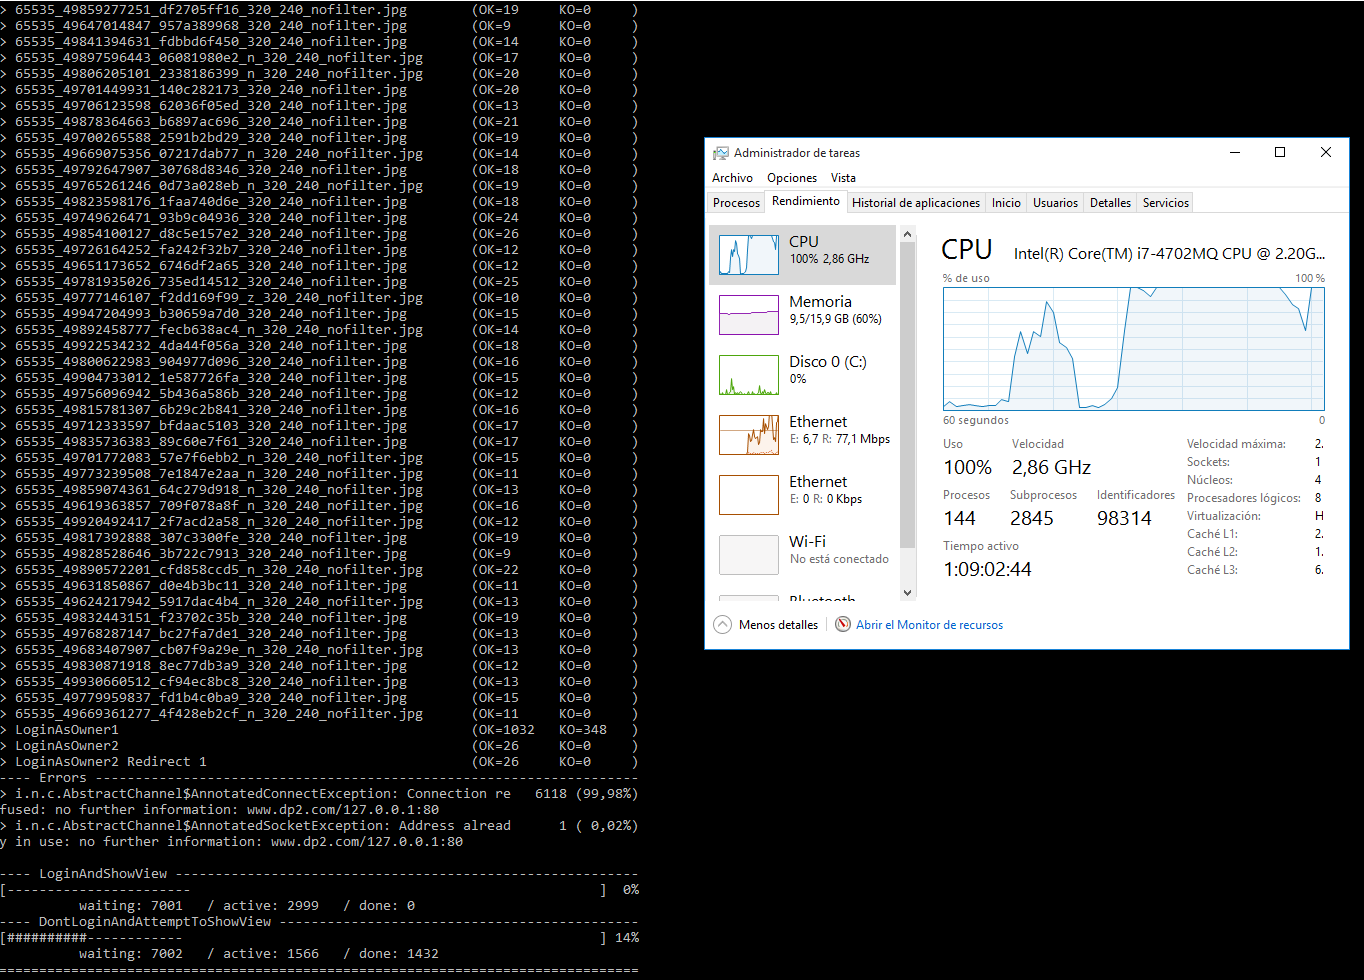 > 65535_49859277251_df2705ff16_320_240_nofilter.jpg (OK=19 KO=0 )
> 65535_49647014847_957a389968_320_240_nofilter.jpg (OK=9 KO=0 )
> 65535_49841394631_fdbbd6f450_320_240_nofilter.jpg (OK=14 KO=0 )
> 65535_49897596443_06081980e2_n_320_240_nofilter.jpg (OK=17 KO=0 )
> 65535_49806205101_2338186399_n_320_240_nofilter.jpg (OK=20 KO=0 )
> 65535_49701449931_140c282173_320_240_nofilter.jpg (OK=20 KO=0 )
> 65535_49706123598_62036f05ed_320_240_nofilter.jpg (OK=13 KO=0 )
> 65535_49878364663_b6897ac696_320_240_nofilter.jpg (OK=21 KO=0 )
> 65535_49700265588_2591b2bd29_320_240_nofilter.jpg (OK=19 KO=0 )
> 65535_49669075356_07217dab77_n_320_240_nofilter.jpg (OK=14 KO=0 )
> 65535_49792647907_30768d8346_320_240_nofilter.jpg (OK=18 KO=0 )
> 65535_49765261246_0d73a028eb_n_320_240_nofilter.jpg (OK=19 KO=0 )
> 65535_49823598176_1faa740d6e_320_240_nofilter.jpg (OK=18 KO=0 )
> 65535_49749626471_93b9c04936_320_240_nofilter.jpg (OK=24 KO=0 )
> 65535_49854100127_d8c5e157e2_320_240_nofilter.jpg (OK=26 KO=0 )
> 65535_49726164252_fa242f32b7_320_240_nofilter.jpg (OK=12 KO=0 )
> 65535_49651173652_6746df2a65_320_240_nofilter.jpg (OK=12 KO=0 )
> 65535_49781935026_735ed14512_320_240_nofilter.jpg (OK=25 KO=0 )
> 65535_49777146107_f2dd169f99_z_320_240_nofilter.jpg (OK=10 KO=0 )
> 65535_49947204993_b30659a7d0_320_240_nofilter.jpg (OK=15 KO=0 )
> 65535_49892458777_fecb638ac4_n_320_240_nofilter.jpg (OK=14 KO=0 )
> 65535_49922534232_4da44f056a_320_240_nofilter.jpg (OK=18 KO=0 )
> 65535_49800622983_904977d096_320_240_nofilter.jpg (OK=16 KO=0 )
> 65535_49904733012_1e587726fa_320_240_nofilter.jpg (OK=15 KO=0 )
> 65535_49756096942_5b436a586b_320_240_nofilter.jpg (OK=12 KO=0 )
> 65535_49815781307_6b29c2b841_320_240_nofilter.jpg (OK=16 KO=0 )
> 65535_49712333597_bfdaac5103_320_240_nofilter.jpg (OK=17 KO=0 )
> 65535_49835736383_89c60e7f61_320_240_nofilter.jpg (OK=17 KO=0 )
> 65535_49701772083_57e7f6ebb2_n_320_240_nofilter.jpg (OK=15 KO=0 )
> 65535_49773239508_7e1847e2aa_n_320_240_nofilter.jpg (OK=11 KO=0 )
> 65535_49859074361_64c279d918_n_320_240_nofilter.jpg (OK=13 KO=0 )
> 65535_49619363857_709f078a8f_n_320_240_nofilter.jpg (OK=16 KO=0 )
> 65535_49920492417_2f7acd2a58_n_320_240_nofilter.jpg (OK=12 KO=0 )
> 65535_49817392888_307c3300fe_320_240_nofilter.jpg (OK=19 KO=0 )
> 65535_49828528646_3b722c7913_n_320_240_nofilter.jpg (OK=9 KO=0 )
> 65535_49890572201_cfd858ccd5_n_320_240_nofilter.jpg (OK=22 KO=0 )
> 65535_49631850867_d0e4b3bc11_320_240_nofilter.jpg (OK=11 KO=0 )
> 65535_49624217942_5917dac4b4_n_320_240_nofilter.jpg (OK=13 KO=0 )
> 65535_49832443151_f23702c35b_320_240_nofilter.jpg (OK=19 KO=0 )
> 65535_49768287147_bc27fa7de1_320_240_nofilter.jpg (OK=13 KO=0 )
> 65535_49683407907_cb07f9a29e_n_320_240_nofilter.jpg (OK=13 KO=0 )
> 65535_49830871918_8ec77db3a9_320_240_nofilter.jpg (OK=12 KO=0 )
> 65535_49930660512_cf94ec8bc8_320_240_nofilter.jpg (OK=13 KO=0 )
> 65535_49779959837_fd1b4c0ba9_320_240_nofilter.jpg (OK=15 KO=0 )
> 65535_49669361277_4f428eb2cf_n_320_240_nofilter.jpg (OK=11 KO=0 )
> LoginAsOwner1 (OK=1032 KO=348 )
> LoginAsOwner2 (OK=26 KO=0 )
> LoginAsOwner2 Redirect 1 (OK=26 KO=0 )
---- Errors --------------------------------------------------------------------
> i.n.c.AbstractChannel$AnnotatedConnectException: Connection re 6118 (99,98%)
fused: no further information: www.dp2.com/127.0.0.1:80
> i.n.c.AbstractChannel$AnnotatedSocketException: Address alread 1 ( 0,02%)
y in use: no further information: www.dp2.com/127.0.0.1:80
---- LoginAndShowView ----------------------------------------------------------
[----------------------- ] 0%
waiting: 7001 / active: 2999 / done: 0
---- DontLoginAndAttemptToShowView ---------------------------------------------
[##########------------ ] 14%
waiting: 7002 / active: 1566 / done: 1432
================================================================================
Administrador de tareas
Archivo Opciones Vista
Procesos Rendimiento Historial de aplicaciones Inicio Usuarios Detalles Servicios
CPU
100% 2,86 GHz
Memoria
9,5/15,9 GB (60%)
Disco 0 (C:)
0%
Ethernet
E: 6,7 R: 77,1 Mbps
Ethernet
E: 0 R: 0 Kbps
Wi-Fi
No está conectado
Bluetooth
CPU Intel(R) Core(TM) i7-4702MQ CPU @ 2.20G...
% de uso 100 %
60 segundos 0
Uso Velocidad
100% 2,86 GHz
Procesos Subprocesos Identificadores
144 2845 98314
Tiempo activo
1:09:02:44
Velocidad máxima: 2.
Sockets: 1
Núcleos: 4
Procesadores lógicos: 8
Virtualización: H
Caché L1: 2.
Caché L2: 1.
Caché L3: 6.
Menos detalles Abrir el Monitor de recursos